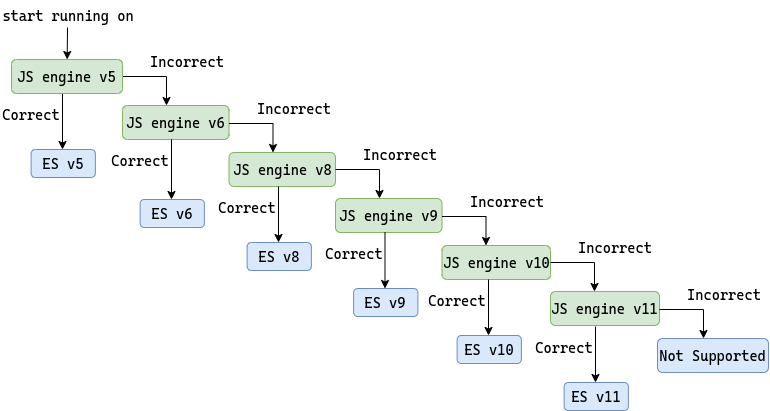 start running on
Incorrect
JS engine v5
Correct
Incorrect
JS engine v6
ES v5
Correct
Incorrect
JS engine v8
ES v6
Correct
Incorrect
JS engine v9
ES v8
Correct
Incorrect
JS engine v10
ES v9
Correct
Incorrect
JS engine v11
ES v10
Correct
Not Supported
ES v11